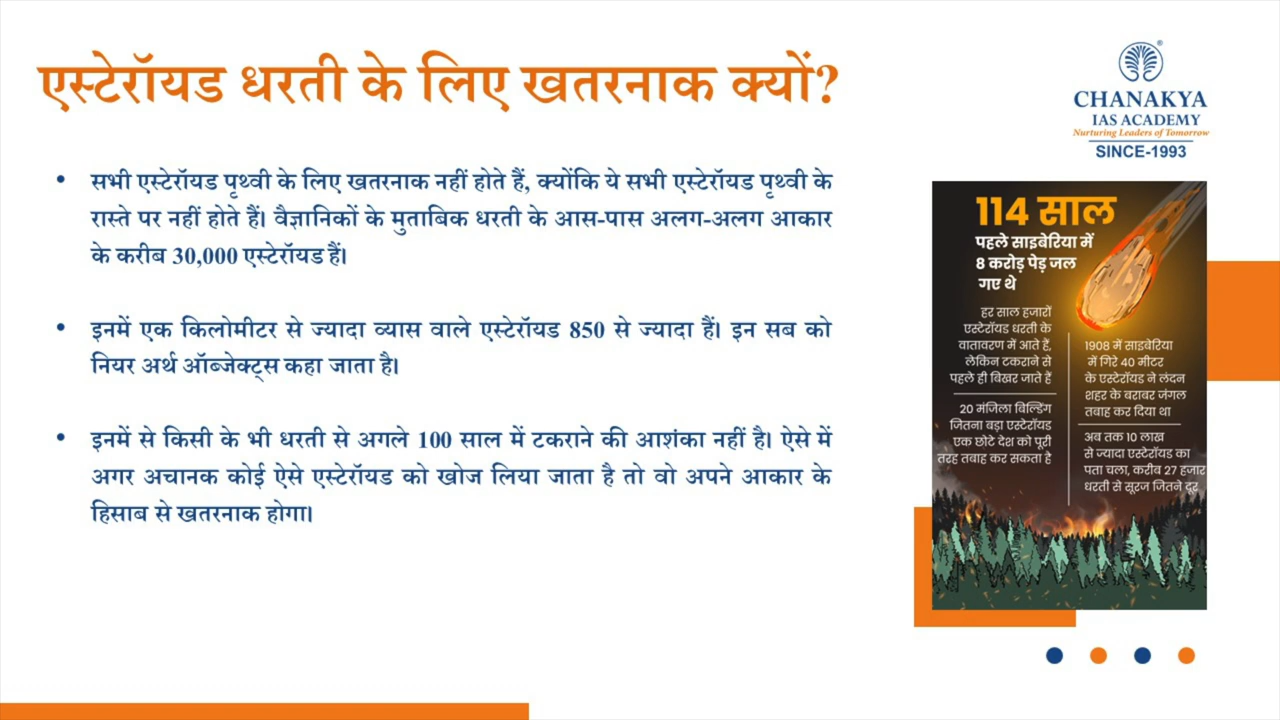 एस्टेरॉयड धरती के लिए खतरनाक क्यों?
CHANAKYA
IAS ACADEMY
Nurturing Leaders of Tomorrow
SINCE-1993
• सभी एस्टेरॉयड पृथ्वी के लिए खतरनाक नहीं होते हैं, क्योंकि ये सभी एस्टेरॉयड पृथ्वी के
रास्ते पर नहीं होते हैं। वैज्ञानिकों के मुताबिक धरती के आस-पास अलग-अलग आकार
के करीब 30,000 एस्टेरॉयड हैं।
• इनमें एक किलोमीटर से ज्यादा व्यास वाले एस्टेरॉयड 850 से ज्यादा हैं। इन सब को
नियर अर्थ ऑब्जेक्ट्स कहा जाता है।
• इनमें से किसी के भी धरती से अगले 100 साल में टकराने की आशंका नहीं है। ऐसे में
अगर अचानक कोई ऐसे एस्टेरॉयड को खोज लिया जाता है तो वो अपने आकार के
हिसाब से खतरनाक होगा।
114 साल
पहले साइबेरिया में
8 करोड़ पेड़ जल
गए थे
हर साल हजारों
एस्टेरॉयड धरती के
वातावरण में आते हैं,
लेकिन टकराने से
पहले ही बिखर जाते हैं
20 मंजिला बिल्डिंग
जितना बड़ा एस्टेरॉयड
एक छोटे देश को पूरी
तरह तबाह कर सकता है
1908 में साइबेरिया
में गिरे 40 मीटर
के एस्टेरॉयड ने लंदन
शहर के बराबर जंगल
तबाह कर दिया था
अब तक 10 लाख
से ज्यादा एस्टेरॉयड का
पता चला, करीब 27 हजार
धरती से सूरज जितने दूर